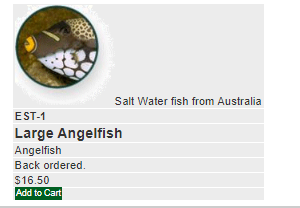 Salt Water fish from Australia
EST-1
Large Angelfish
Angelfish
Back ordered.
$16.50
Add to Cart